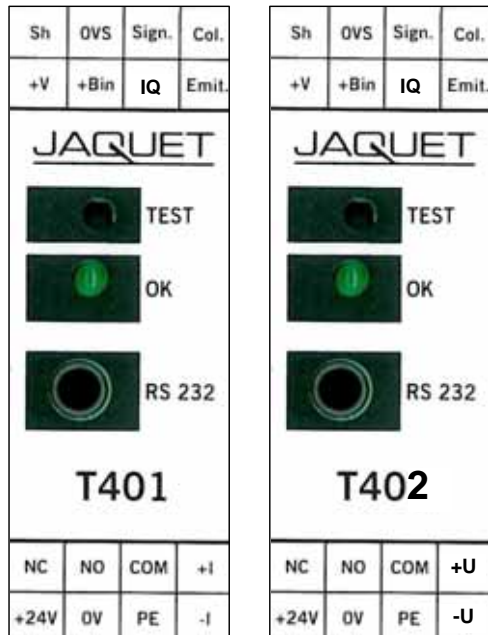 Sh OVS Sign. Col.
+V +Bin IQ Emit.
JAQUET
TEST
OK
RS 232
T401
NC NO COM +I
+24V 0V PE -I
Sh OVS Sign. Col.
+V +Bin IQ Emit.
JAQUET
TEST
OK
RS 232
T402
NC NO COM +U
+24V 0V PE -U